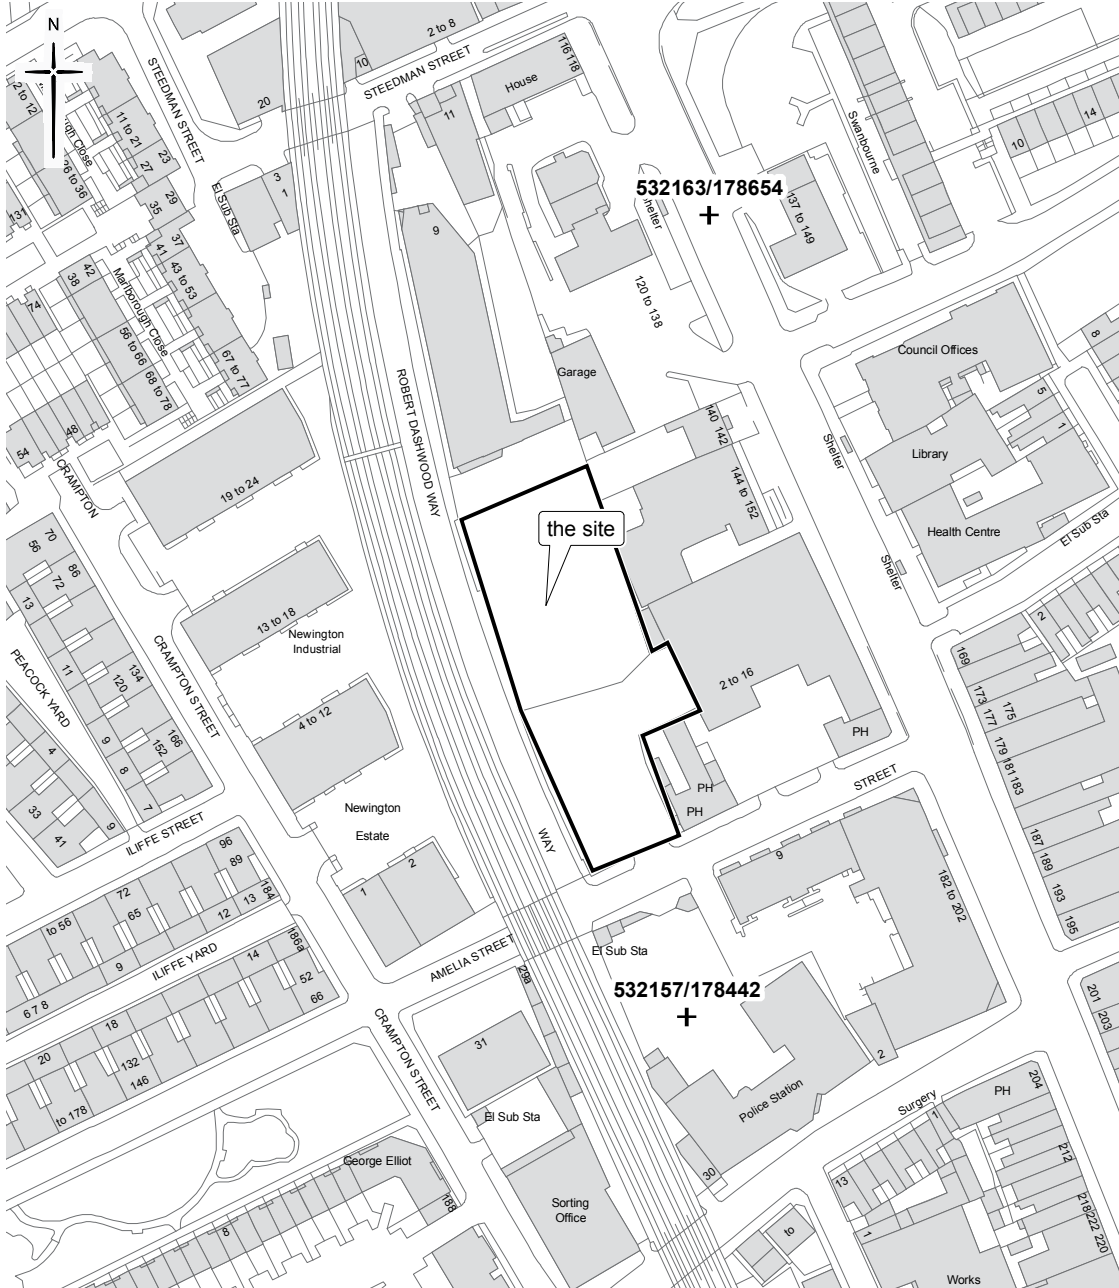 N
2 to 8
10
STEEDMAN STREET
116118
House
20
11
STEEDMAN STREET
2 to 12
11 to 21
ugh Close
23
27
26 to 36
29
35
131
El Sub Sta
3
1
9
532163/178654
Shelter
137 to 149
Swanbourne
10
14
37
41
43 to 53
42
38
Marlborough Close
74
56 to 66
68 to 78
67 to 77
48
54
120 to 138
Garage
Council Offices
8
5
1
Library
Shelter
140
142
144 to 152
ROBERT DASHWOOD WAY
CRAMPTON
19 to 24
the site
Health Centre
El Sub Sta
Shelter
70
56
86
72
13
13 to 18
Newington
Industrial
CRAMPTON STREET
PEACOCK YARD
11
134
120
2
169
173
175
177
2 to 16
4 to 12
166
152
9
8
7
4
33
41
9
PH
179
181
183
PH
PH
STREET
Newington
Estate
WAY
ILIFFE STREET
96
89
184
13
12
72
65
to 56
9
ILIFFE YARD
6 7 8
1
2
9
187
189
193
195
182 to 202
186a
14
52
66
AMELIA STREET
El Sub Sta
29a
532157/178442
201
203
18
20
132
146
to 178
CRAMPTON STREET
31
El Sub Sta
2
Police Station
Surgery
1
PH
204
George Elliot
188
8
Sorting
Office
30
13
1
to
212
218
222
220
Works